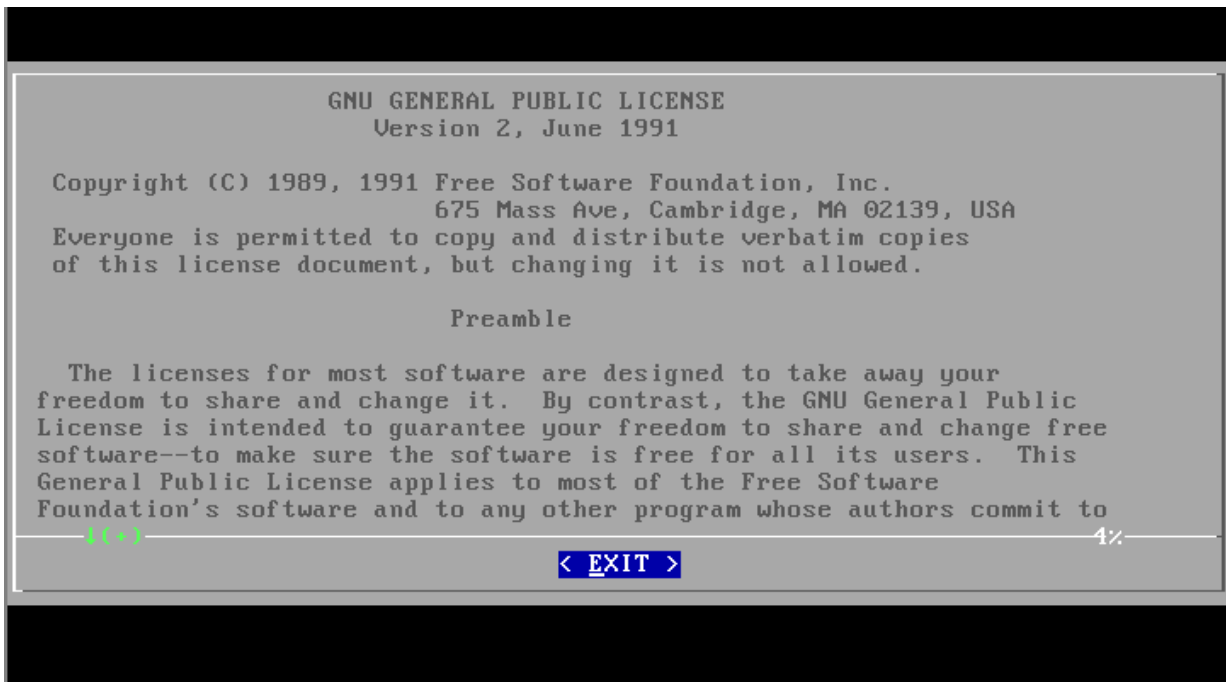 GNU GENERAL PUBLIC LICENSE
Version 2, June 1991
Copyright (C) 1989, 1991 Free Software Foundation, Inc.
675 Mass Ave, Cambridge, MA 02139, USA
Everyone is permitted to copy and distribute verbatim copies
of this license document, but changing it is not allowed.
Preamble
The licenses for most software are designed to take away your
freedom to share and change it.  By contrast, the GNU General Public
License is intended to guarantee your freedom to share and change free
software--to make sure the software is free for all its users.  This
General Public License applies to most of the Free Software
Foundation's software and to any other program whose authors commit to
↓(+) 4%
< EXIT >